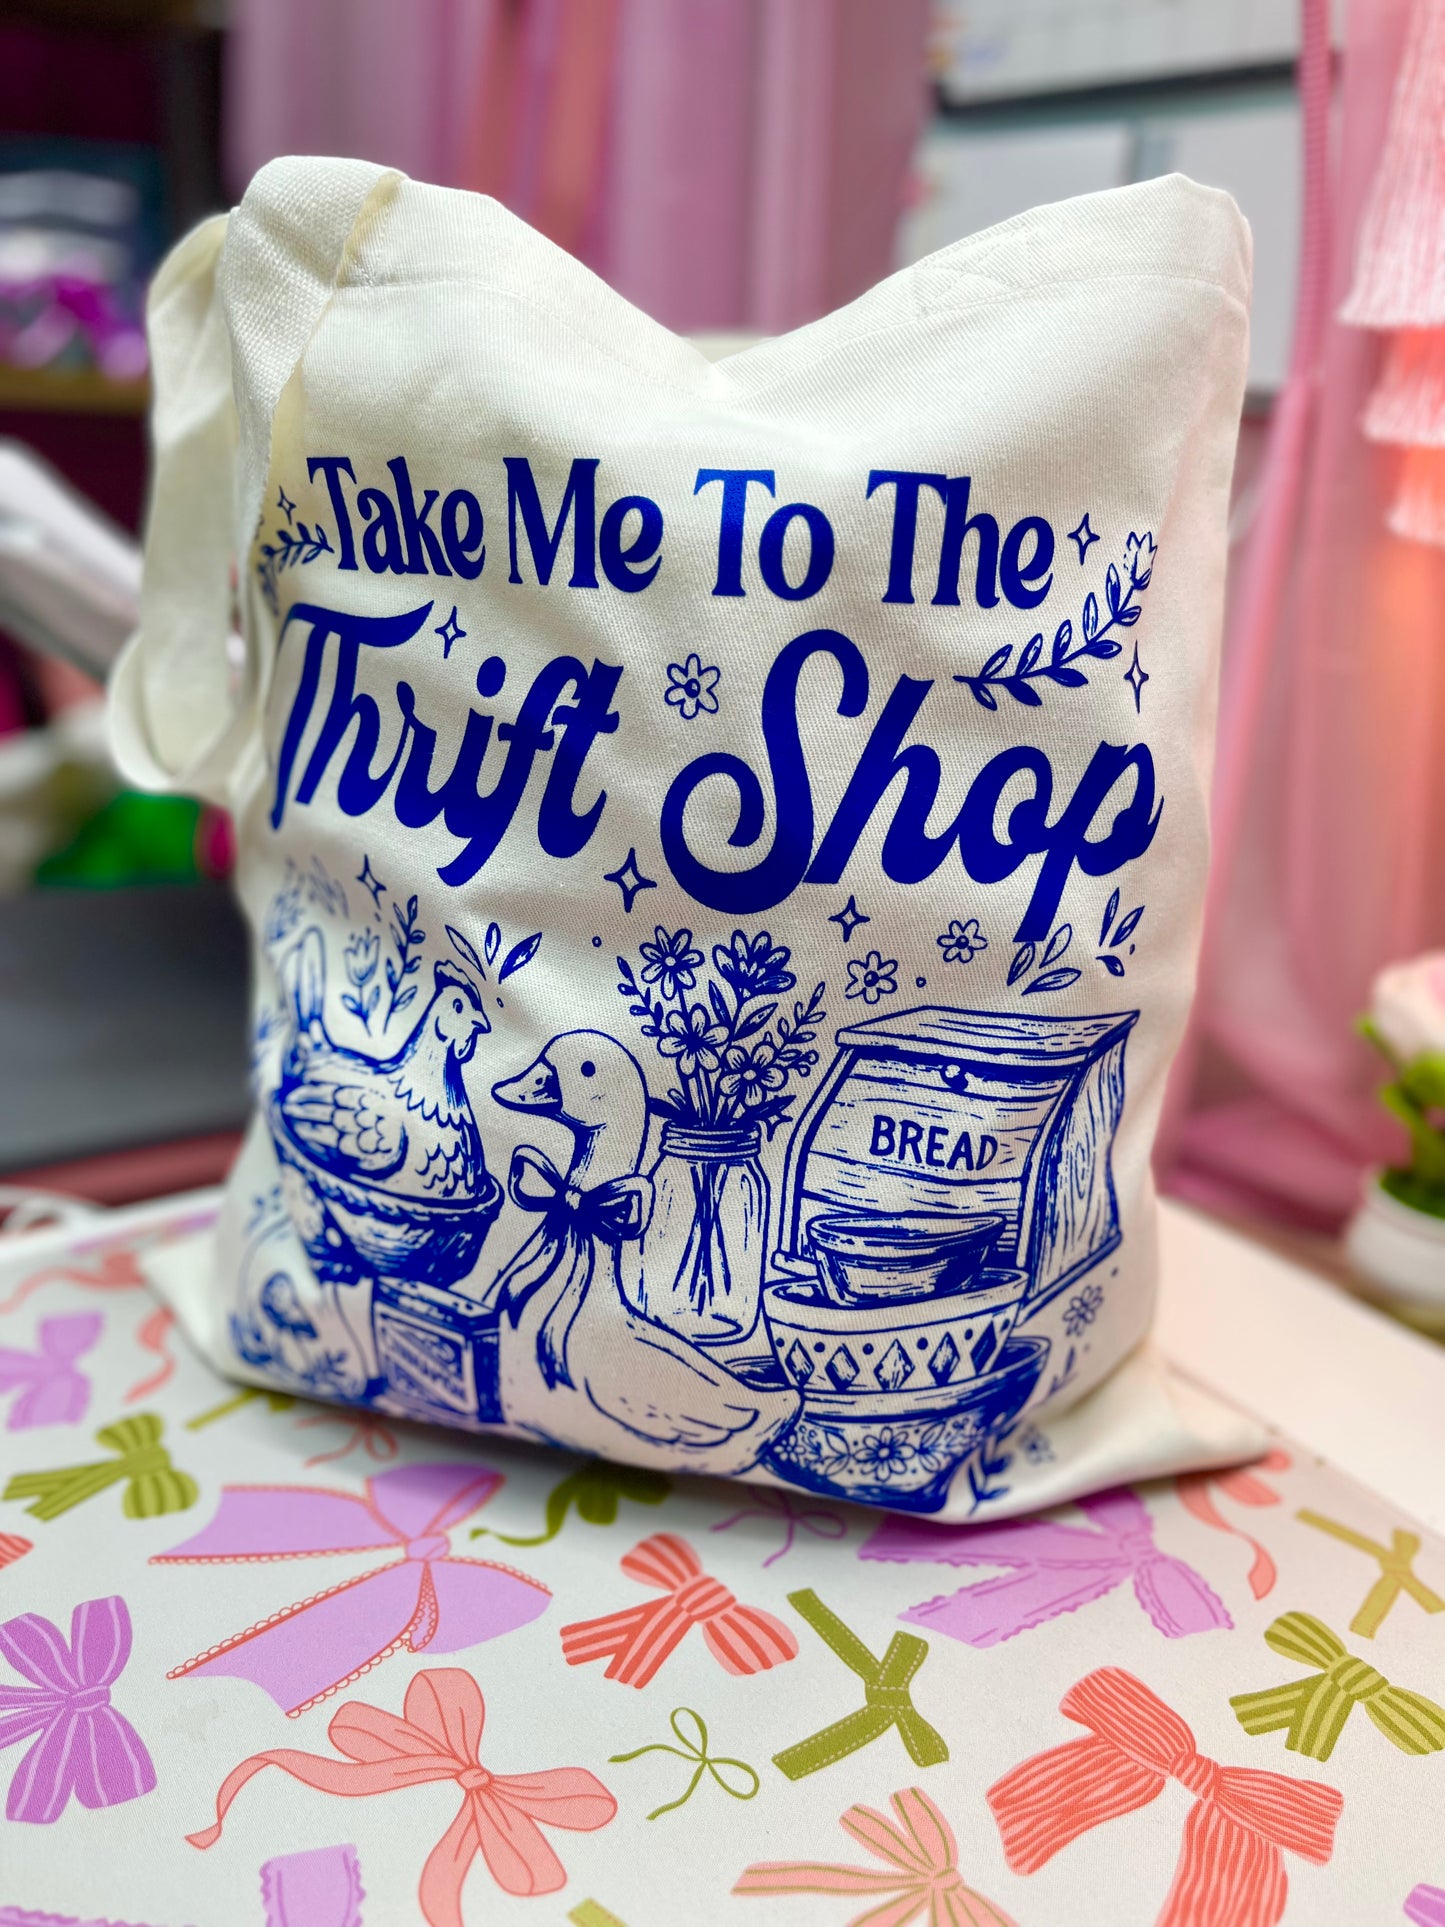 Take Me To The
Thrift Shop
BREAD